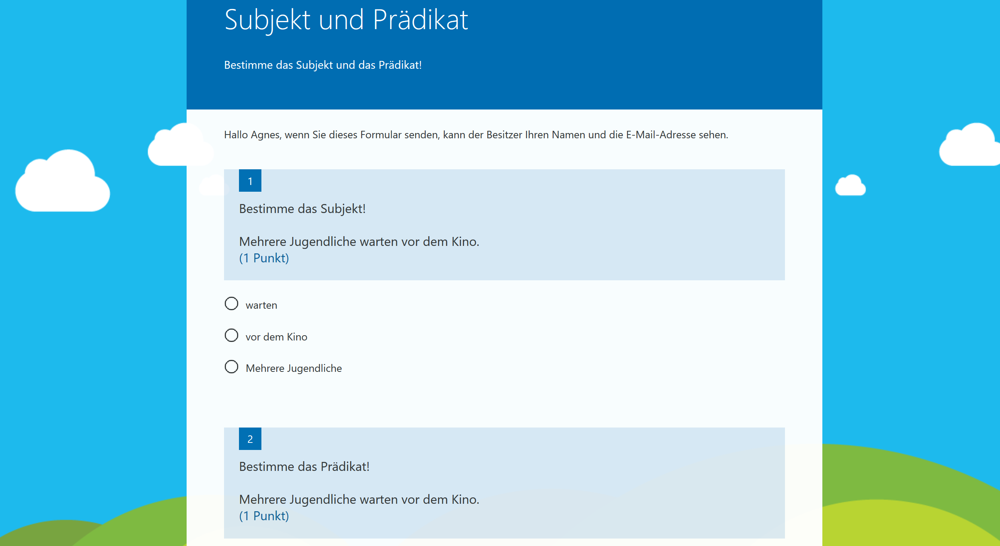 Subjekt und Prädikat
Bestimme das Subjekt und das Prädikat!
Hallo Agnes, wenn Sie dieses Formular senden, kann der Besitzer Ihren Namen und die E-Mail-Adresse sehen.
1
Bestimme das Subjekt!
Mehrere Jugendliche warten vor dem Kino.
(1 Punkt)
warten
vor dem Kino
Mehrere Jugendliche
2
Bestimme das Prädikat!
Mehrere Jugendliche warten vor dem Kino.
(1 Punkt)